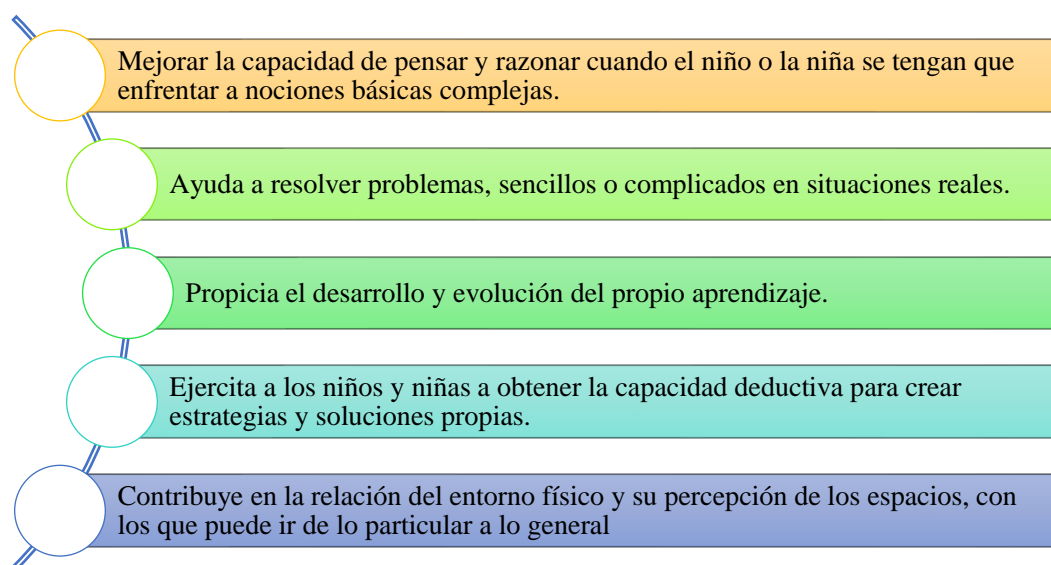 Mejorar la capacidad de pensar y razonar cuando el niño o la niña se tengan que
enfrentar a nociones básicas complejas.
Ayuda a resolver problemas, sencillos o complicados en situaciones reales.
Propicia el desarrollo y evolución del propio aprendizaje.
Ejercita a los niños y niñas a obtener la capacidad deductiva para crear
estrategias y soluciones propias.
Contribuye en la relación del entorno físico y su percepción de los espacios, con
los que puede ir de lo particular a lo general